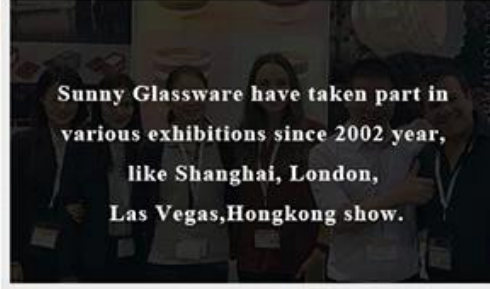 Sunny Glassware have taken part in
various exhibitions since 2002 year,
like Shanghai, London,
Las Vegas,Hongkong show.